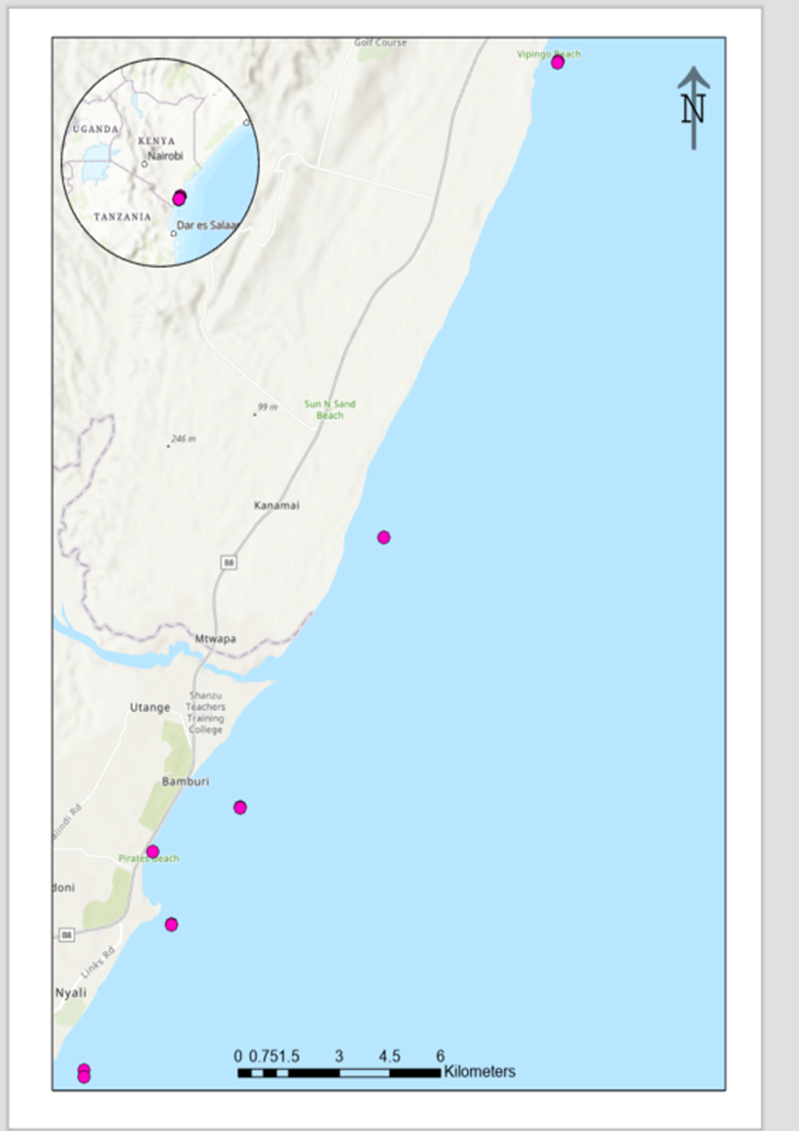 Golf Course
Vipingo Beach
N
UGANDA
KENYA
Nairobi
TANZANIA
Dar es Salaam
99 m
Sun N Sand
Beach
246 m
Kanamai
B8
Mtwapa
Shanzu
Teachers
Training
College
Utange
Bamburi
alindi Rd
Pirates Beach
doni
B8
Links Rd
Nyali
0 0.751.5 3 4.5 6
Kilometers